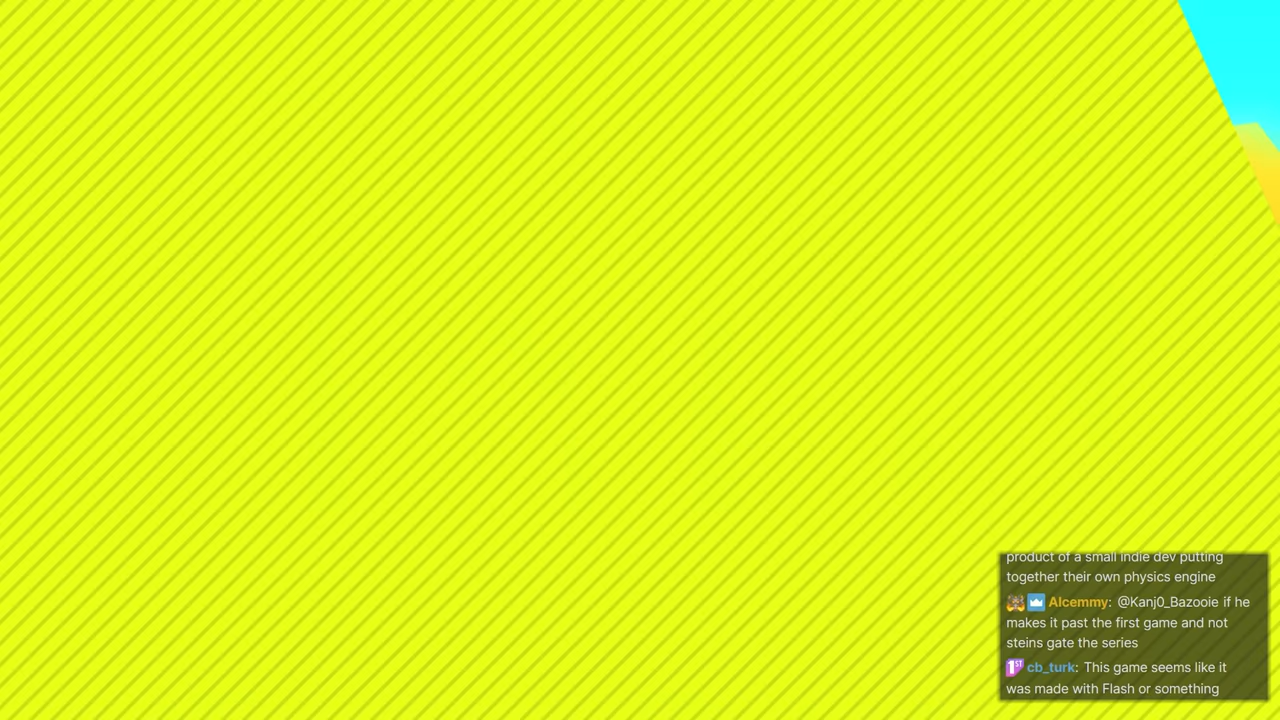 product of a small indie dev putting
together their own physics engine
Alcemmy: @Kanj0_Bazooie if he
makes it past the first game and not
steins gate the series
1ST cb_turk: This game seems like it
was made with Flash or something